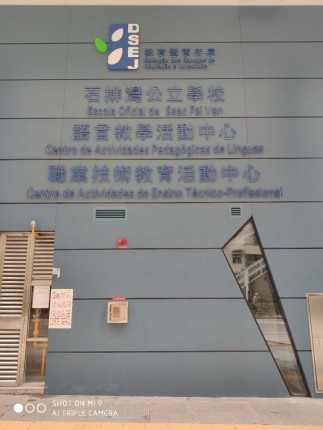 DSEJ
教育暨青年局
Direcção dos Serviços de
Educação e Juventude
石排灣公立學校
Escola Oficial de Seac Pai Van
語言教學活動中心
Centro de Actividades Pedagógicas de Línguas
職業技術教育活動中心
Centro de Actividades do Ensino Técnico-Profissional
SHOT ON MI 9
AI TRIPLE CAMERA